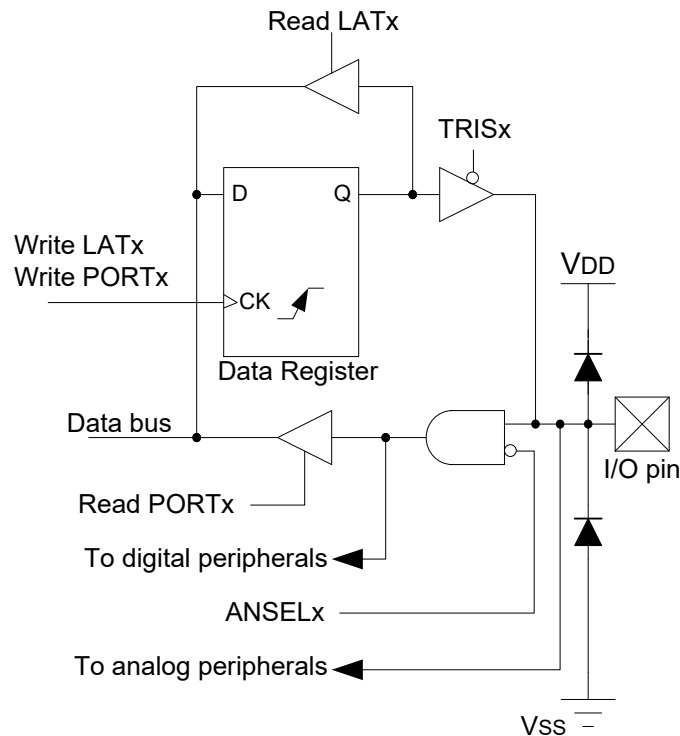 Read LATx
TRISx
D
Q
Write LATx
Write PORTx
CK
VDD
Data Register
Data bus
I/O pin
Read PORTx
To digital peripherals
ANSELx
To analog peripherals
VSS